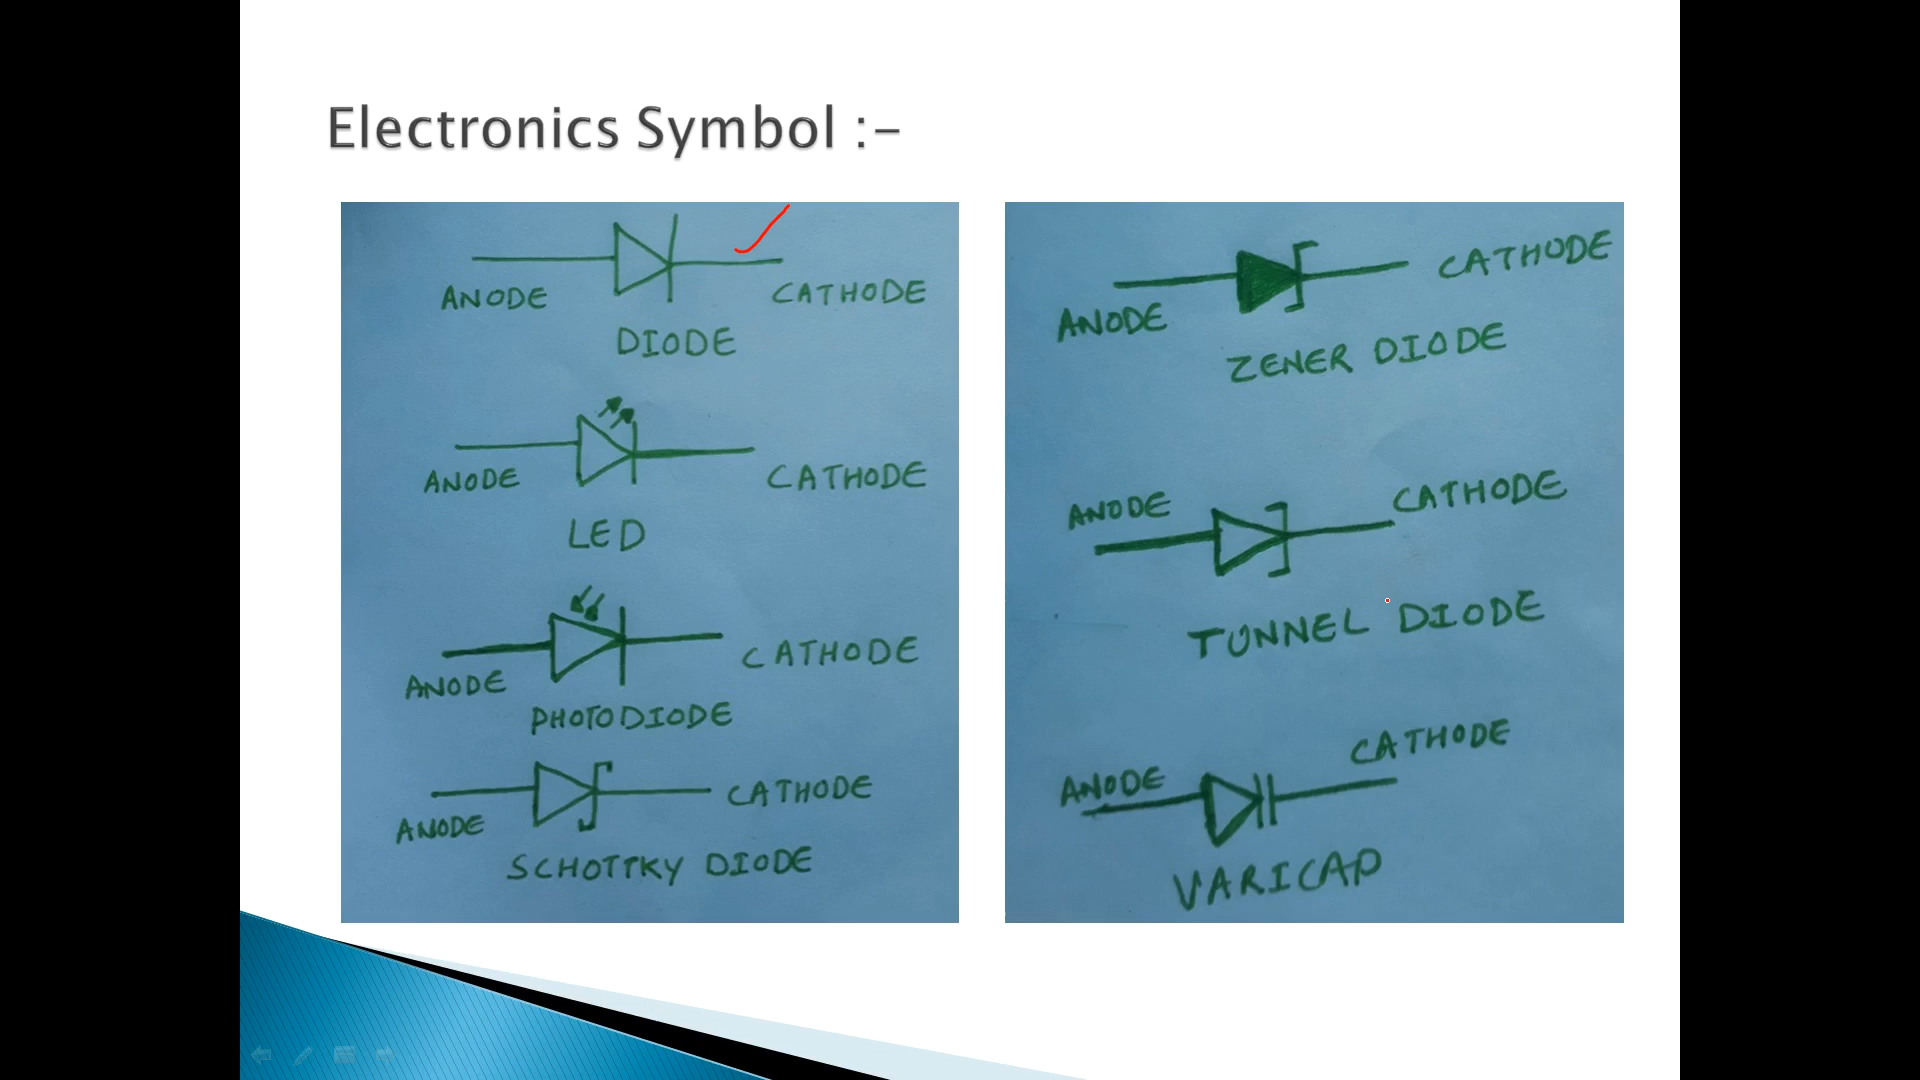 Electronics Symbol :-
ANODE CATHODE
DIODE
ANODE CATHODE
LED
ANODE CATHODE
PHOTODIODE
ANODE CATHODE
SCHOTTKY DIODE
ANODE CATHODE
ZENER DIODE
ANODE CATHODE
TUNNEL DIODE
ANODE CATHODE
VARICAP